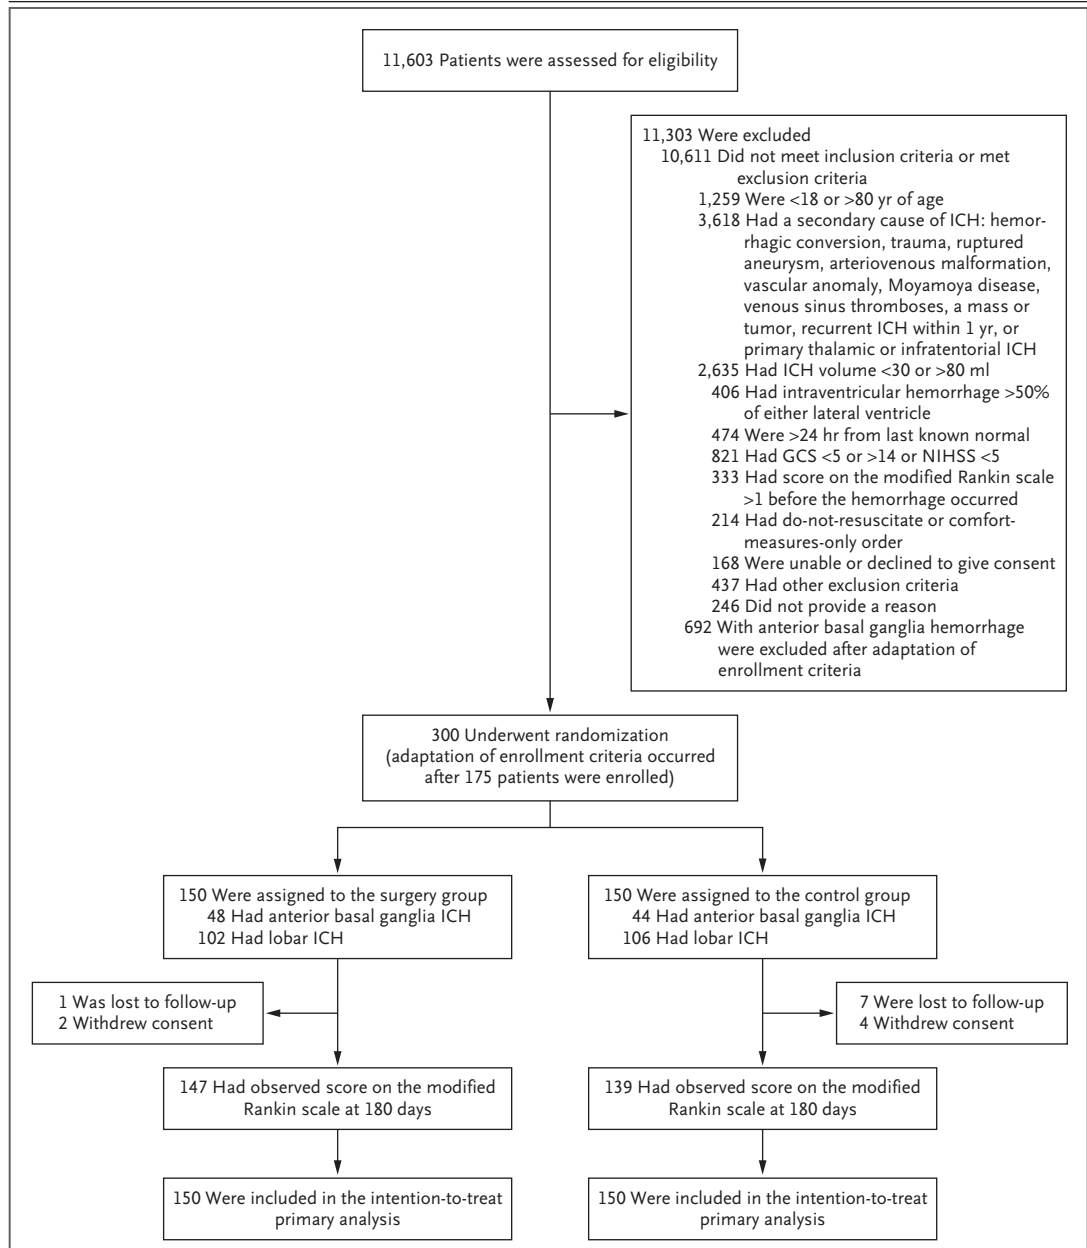 11,603 Patients were assessed for eligibility
11,303 Were excluded
10,611 Did not meet inclusion criteria or met
exclusion criteria
1,259 Were <18 or >80 yr of age
3,618 Had a secondary cause of ICH: hemor-
rhagic conversion, trauma, ruptured
aneurysm, arteriovenous malformation,
vascular anomaly, Moyamoya disease,
venous sinus thromboses, a mass or
tumor, recurrent ICH within 1 yr, or
primary thalamic or infratentorial ICH
2,635 Had ICH volume <30 or >80 ml
406 Had intraventricular hemorrhage >50%
of either lateral ventricle
474 Were >24 hr from last known normal
821 Had GCS <5 or >14 or NIHSS <5
333 Had score on the modified Rankin scale
>1 before the hemorrhage occurred
214 Had do-not-resuscitate or comfort-
measures-only order
168 Were unable or declined to give consent
437 Had other exclusion criteria
246 Did not provide a reason
692 With anterior basal ganglia hemorrhage
were excluded after adaptation of
enrollment criteria
300 Underwent randomization
(adaptation of enrollment criteria occurred
after 175 patients were enrolled)
150 Were assigned to the surgery group
48 Had anterior basal ganglia ICH
102 Had lobar ICH
150 Were assigned to the control group
44 Had anterior basal ganglia ICH
106 Had lobar ICH
1 Was lost to follow-up
2 Withdrew consent
7 Were lost to follow-up
4 Withdrew consent
147 Had observed score on the modified
Rankin scale at 180 days
139 Had observed score on the modified
Rankin scale at 180 days
150 Were included in the intention-to-treat
primary analysis
150 Were included in the intention-to-treat
primary analysis